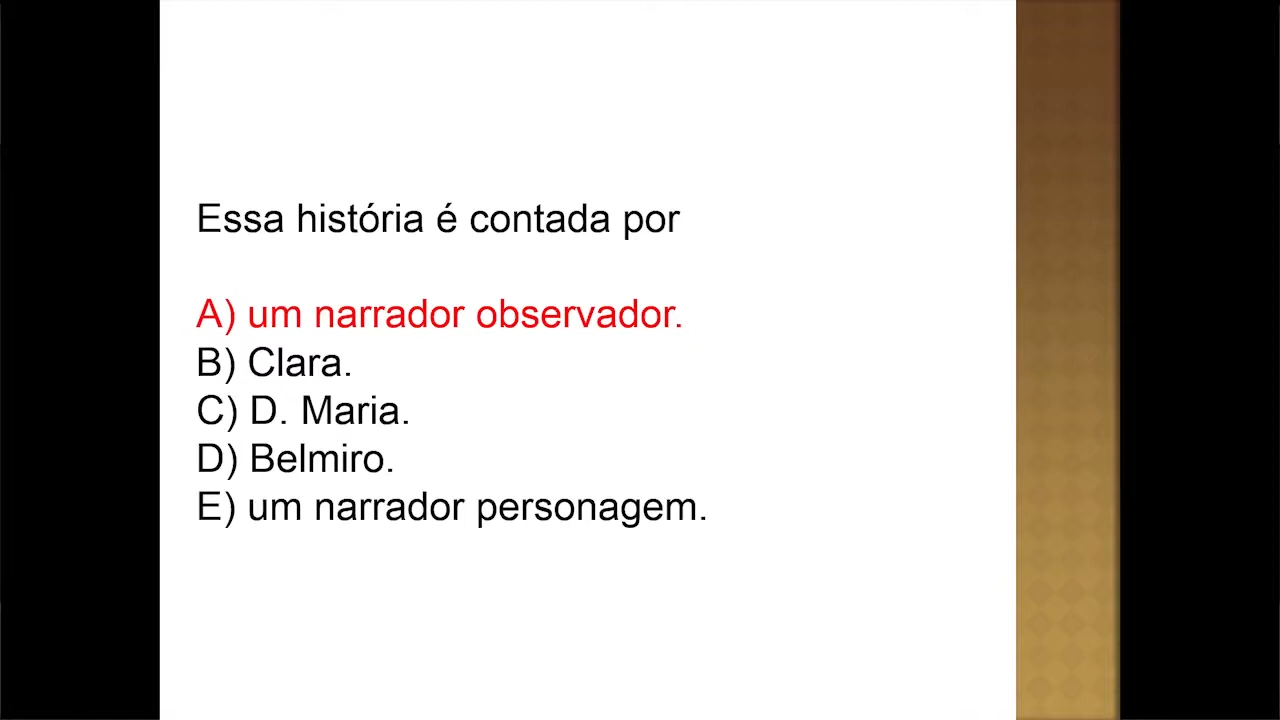 Essa história é contada por
A) um narrador observador.
B) Clara.
C) D. Maria.
D) Belmiro.
E) um narrador personagem.